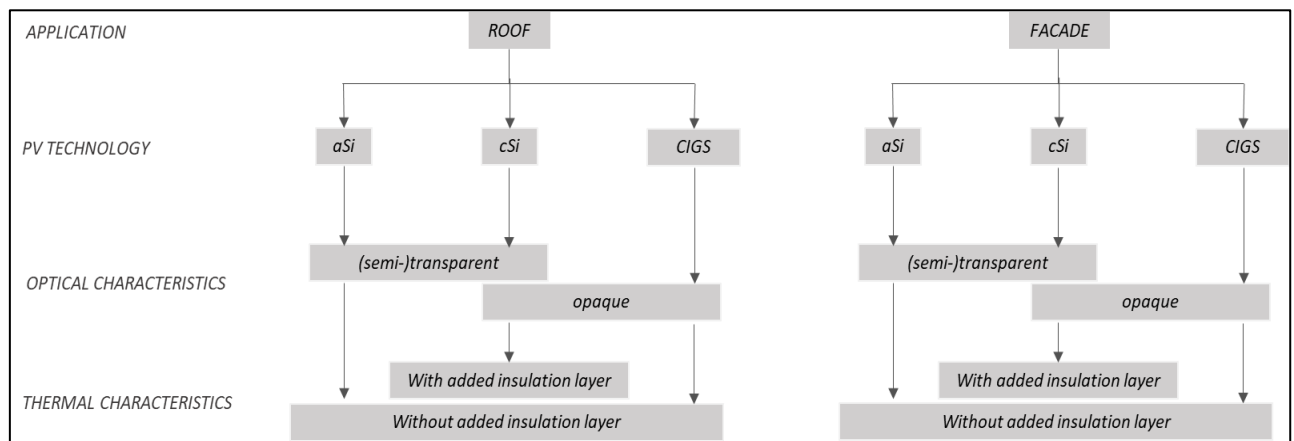 APPLICATION
ROOF
FACADE
PV TECHNOLOGY
aSi
cSi
CIGS
aSi
cSi
CIGS
OPTICAL CHARACTERISTICS
(semi-)transparent
opaque
(semi-)transparent
opaque
THERMAL CHARACTERISTICS
With added insulation layer
Without added insulation layer
With added insulation layer
Without added insulation layer